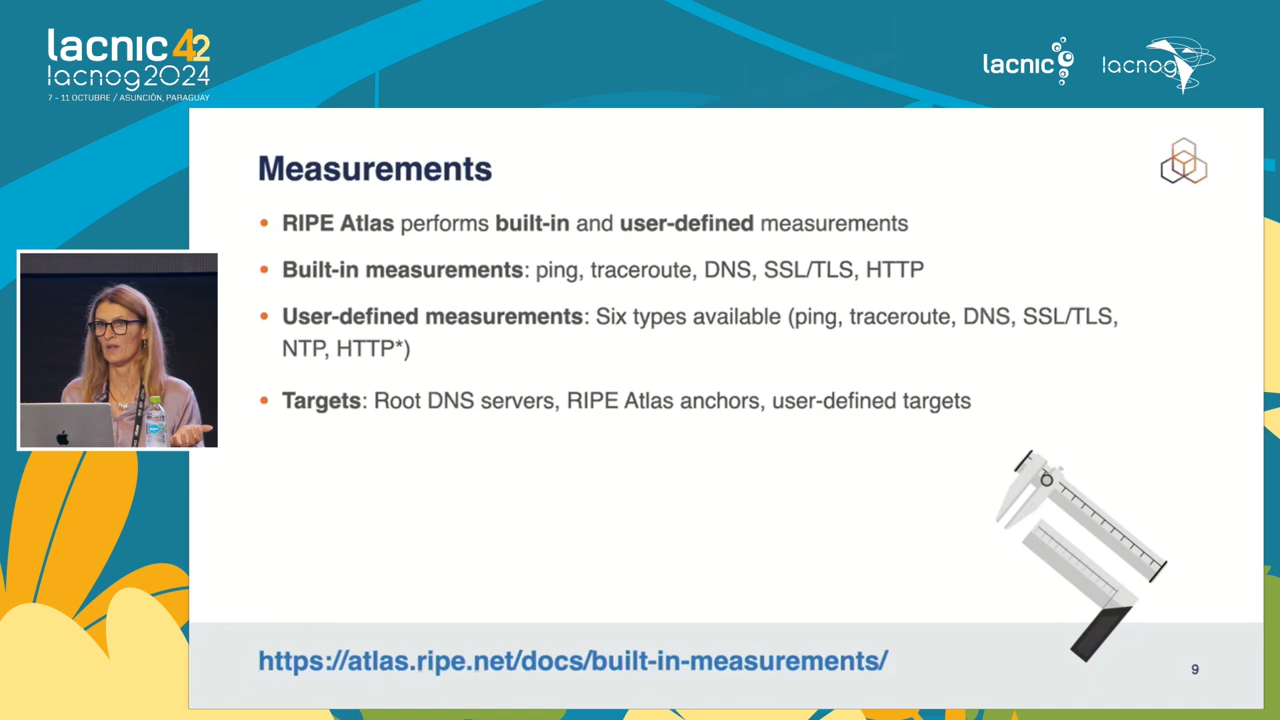 lacnic 42
lacnog2024
7 - 11 OCTUBRE / ASUNCIÓN, PARAGUAY
lacnic
lacnog
Measurements
• RIPE Atlas performs built-in and user-defined measurements
• Built-in measurements: ping, traceroute, DNS, SSL/TLS, HTTP
• User-defined measurements: Six types available (ping, traceroute, DNS, SSL/TLS,
NTP, HTTP*)
• Targets: Root DNS servers, RIPE Atlas anchors, user-defined targets
https://atlas.ripe.net/docs/built-in-measurements/
9